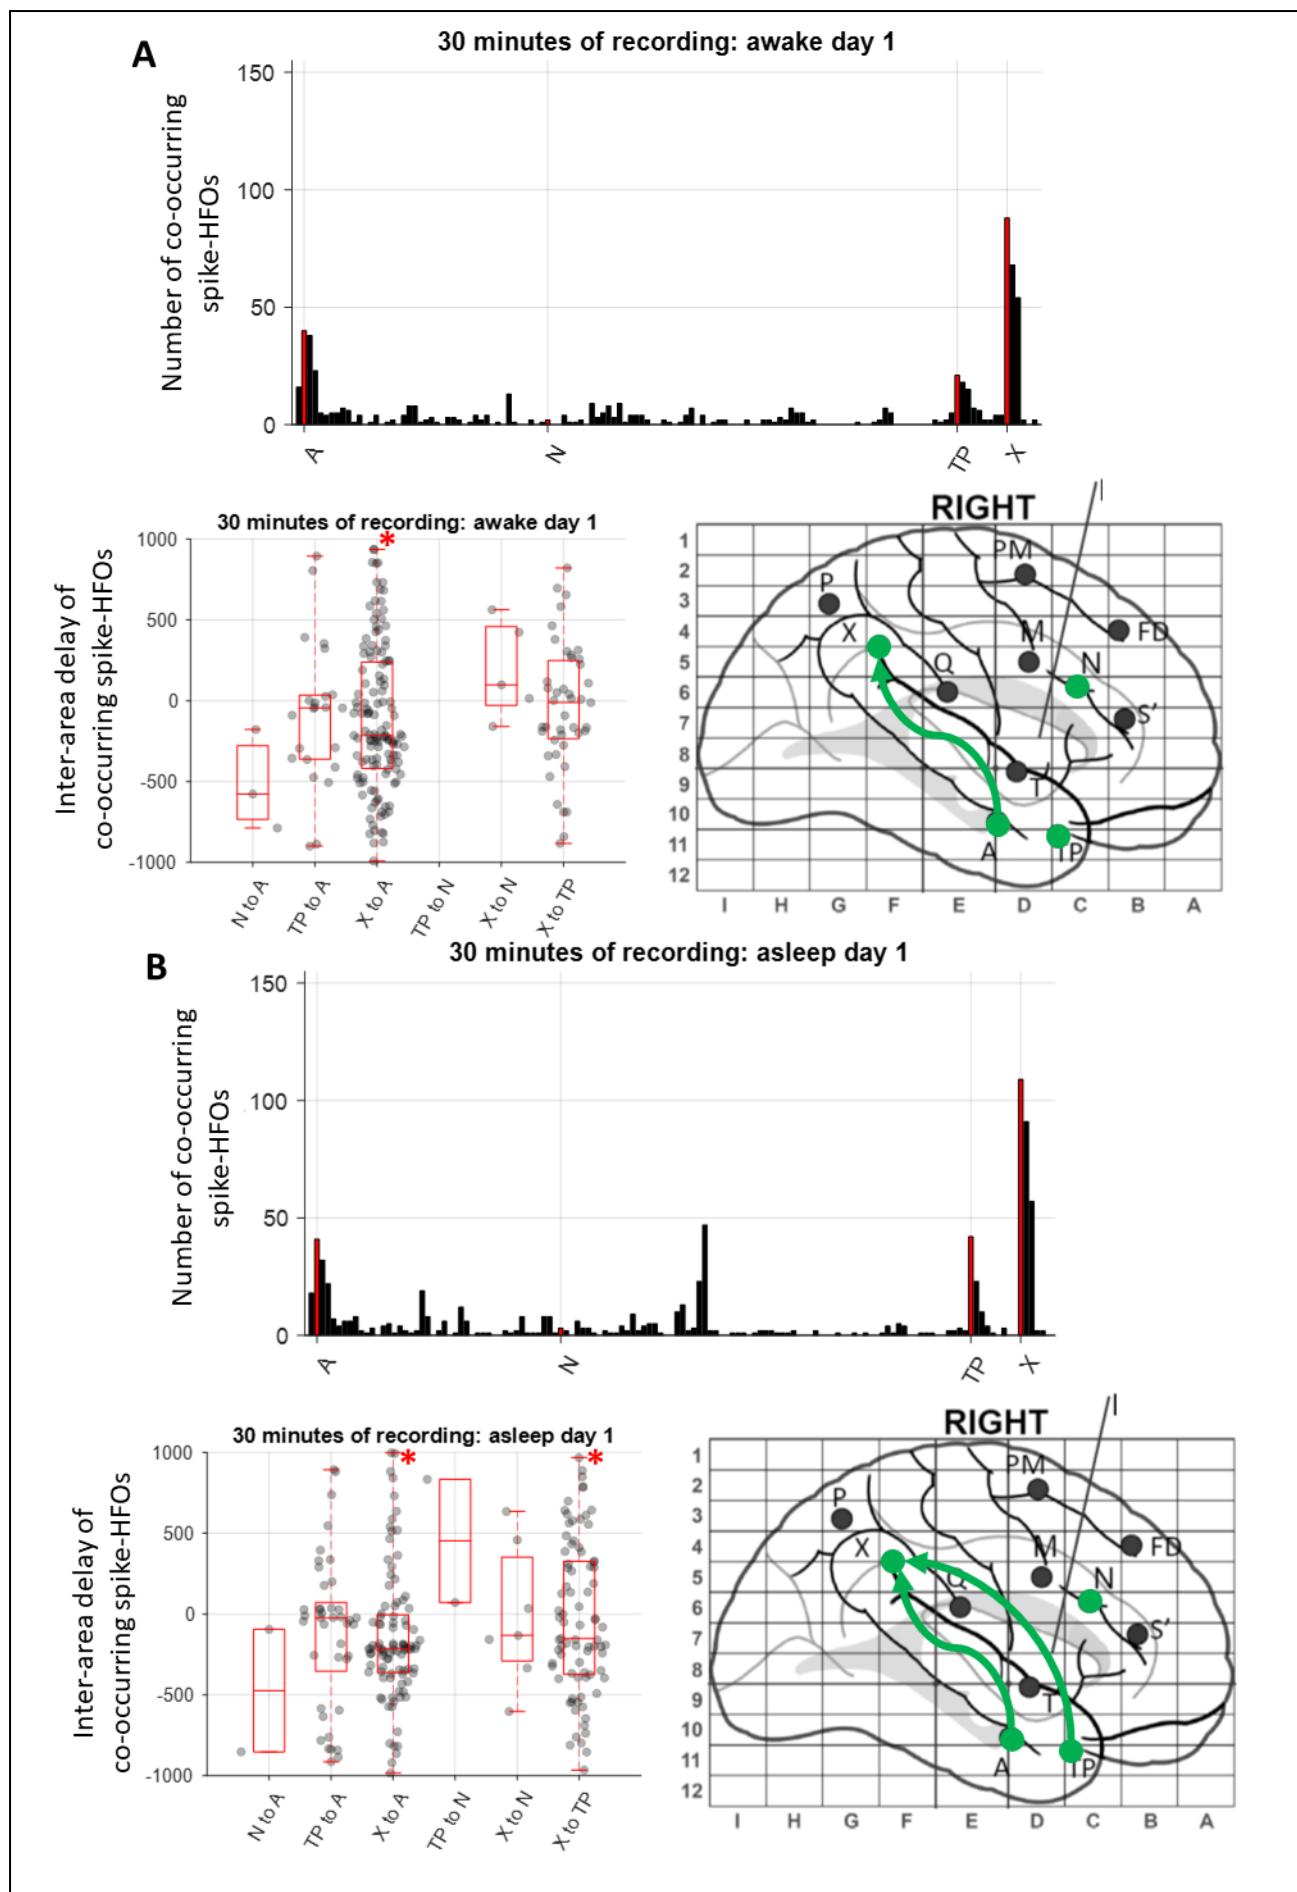 A
30 minutes of recording: awake day 1
Number of co-occurring
spike-HFOs
150
100
50
0
A
N
TP
X
30 minutes of recording: awake day 1
Inter-area delay of
co-occurring spike-HFOs
1000
500
0
-500
-1000
N to A
TP to A
X to A
TP to N
X to N
X to TP
*
RIGHT
I
1
2
3
4
5
6
7
8
9
10
11
12
PM
P
X
M
FD
Q
N
S'
T
A
TP
I H G F E D C B A
B
30 minutes of recording: asleep day 1
Number of co-occurring
spike-HFOs
150
100
50
0
A
N
TP
X
30 minutes of recording: asleep day 1
Inter-area delay of
co-occurring spike-HFOs
1000
500
0
-500
-1000
N to A
TP to A
X to A
TP to N
X to N
X to TP
* *
RIGHT
I
1
2
3
4
5
6
7
8
9
10
11
12
PM
P
X
M
FD
Q
N
S'
T
A
TP
I H G F E D C B A